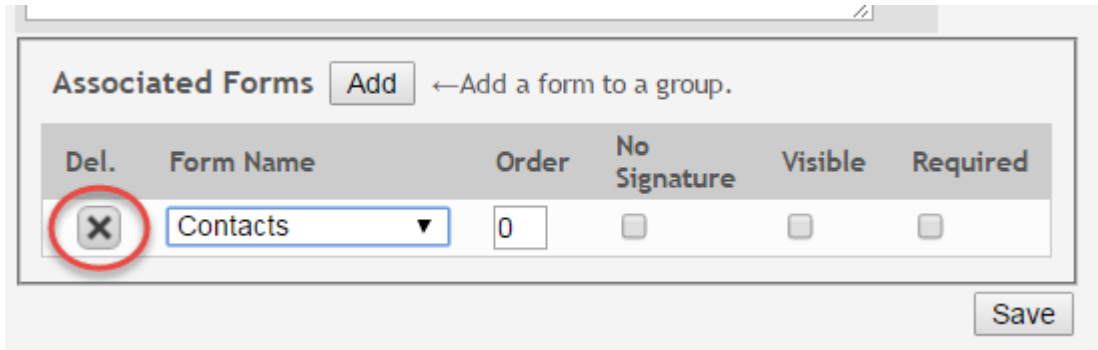 Associated Forms Add ←Add a form to a group.
Del. Form Name Order No Signature Visible Required
Contacts 0
Save